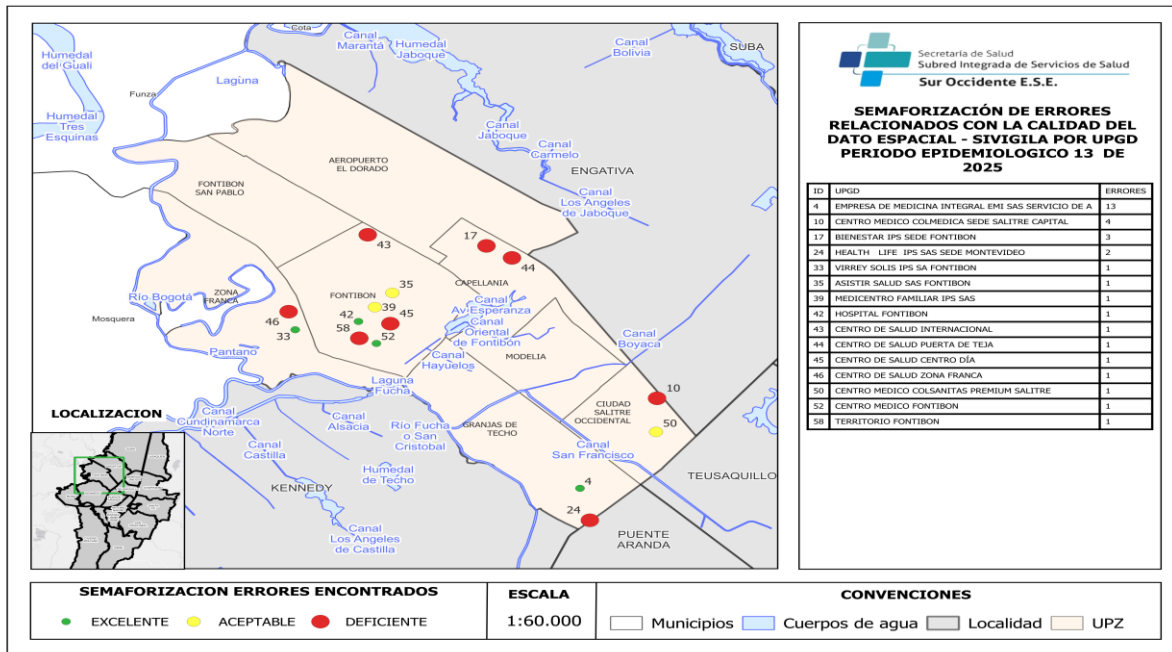 Humedal del Gualí
Cota
Canal Marantá
Humedal Jaboque
Canal Bolivia
SUBA
Laguna
Funza
Humedal Tres Esquinas
Canal Jaboque
Canal Carmelo
AEROPUERTO EL DORADO
ENGATIVA
FONTIBON SAN PABLO
Canal Los Angeles de Jaboque
43
17
44
35
CAPELLANIA
FONTIBON
39
ZONA FRANCA
Río Bogotá
Canal Av Esperanza
42
45
46
Mosquera
33
58
52
Canal Oriental de Fontibón
Canal Boyaca
Pantano
MODELIA
Canal Hayuelos
Laguna Fucha
10
LOCALIZACION
Canal Cundinamarca Norte
Canal Alsacia
Río Fucha o San Cristobal
GRANJAS DE TECHO
CIUDAD SALITRE OCCIDENTAL
50
Canal Castilla
Canal San Francisco
Humedal de Techo
TEUSAQUILLO
KENNEDY
4
24
Canal Los Angeles de Castilla
PUENTE ARANDA
Secretaria de Salud
Subred Integrada de Servicios de Salud
Sur Occidente E.S.E.
SEMAFORIZACIÓN DE ERRORES
RELACIONADOS CON LA CALIDAD DEL
DATO ESPACIAL - SIVIGILA POR UPGD
PERIODO EPIDEMIOLOGICO 13 DE
2025
ID UPGD ERRORES
4 EMPRESA DE MEDICINA INTEGRAL EMI SAS SERVICIO DE A 13
10 CENTRO MEDICO COLMEDICA SEDE SALITRE CAPITAL 4
17 BIENESTAR IPS SEDE FONTIBON 3
24 HEALTH LIFE IPS SAS SEDE MONTEVIDEO 2
33 VIRREY SOLIS IPS SA FONTIBON 1
35 ASISTIR SALUD SAS FONTIBON 1
39 MEDICENTRO FAMILIAR IPS SAS 1
42 HOSPITAL FONTIBON 1
43 CENTRO DE SALUD INTERNACIONAL 1
44 CENTRO DE SALUD PUERTA DE TEJA 1
45 CENTRO DE SALUD CENTRO DÍA 1
46 CENTRO DE SALUD ZONA FRANCA 1
50 CENTRO MEDICO COLSANITAS PREMIUM SALITRE 1
52 CENTRO MEDICO FONTIBON 1
58 TERRITORIO FONTIBON 1
SEMAFORIZACION ERRORES ENCONTRADOS
EXCELENTE ACEPTABLE DEFICIENTE
ESCALA
1:60.000
CONVENCIONES
Municipios Cuerpos de agua Localidad UPZ